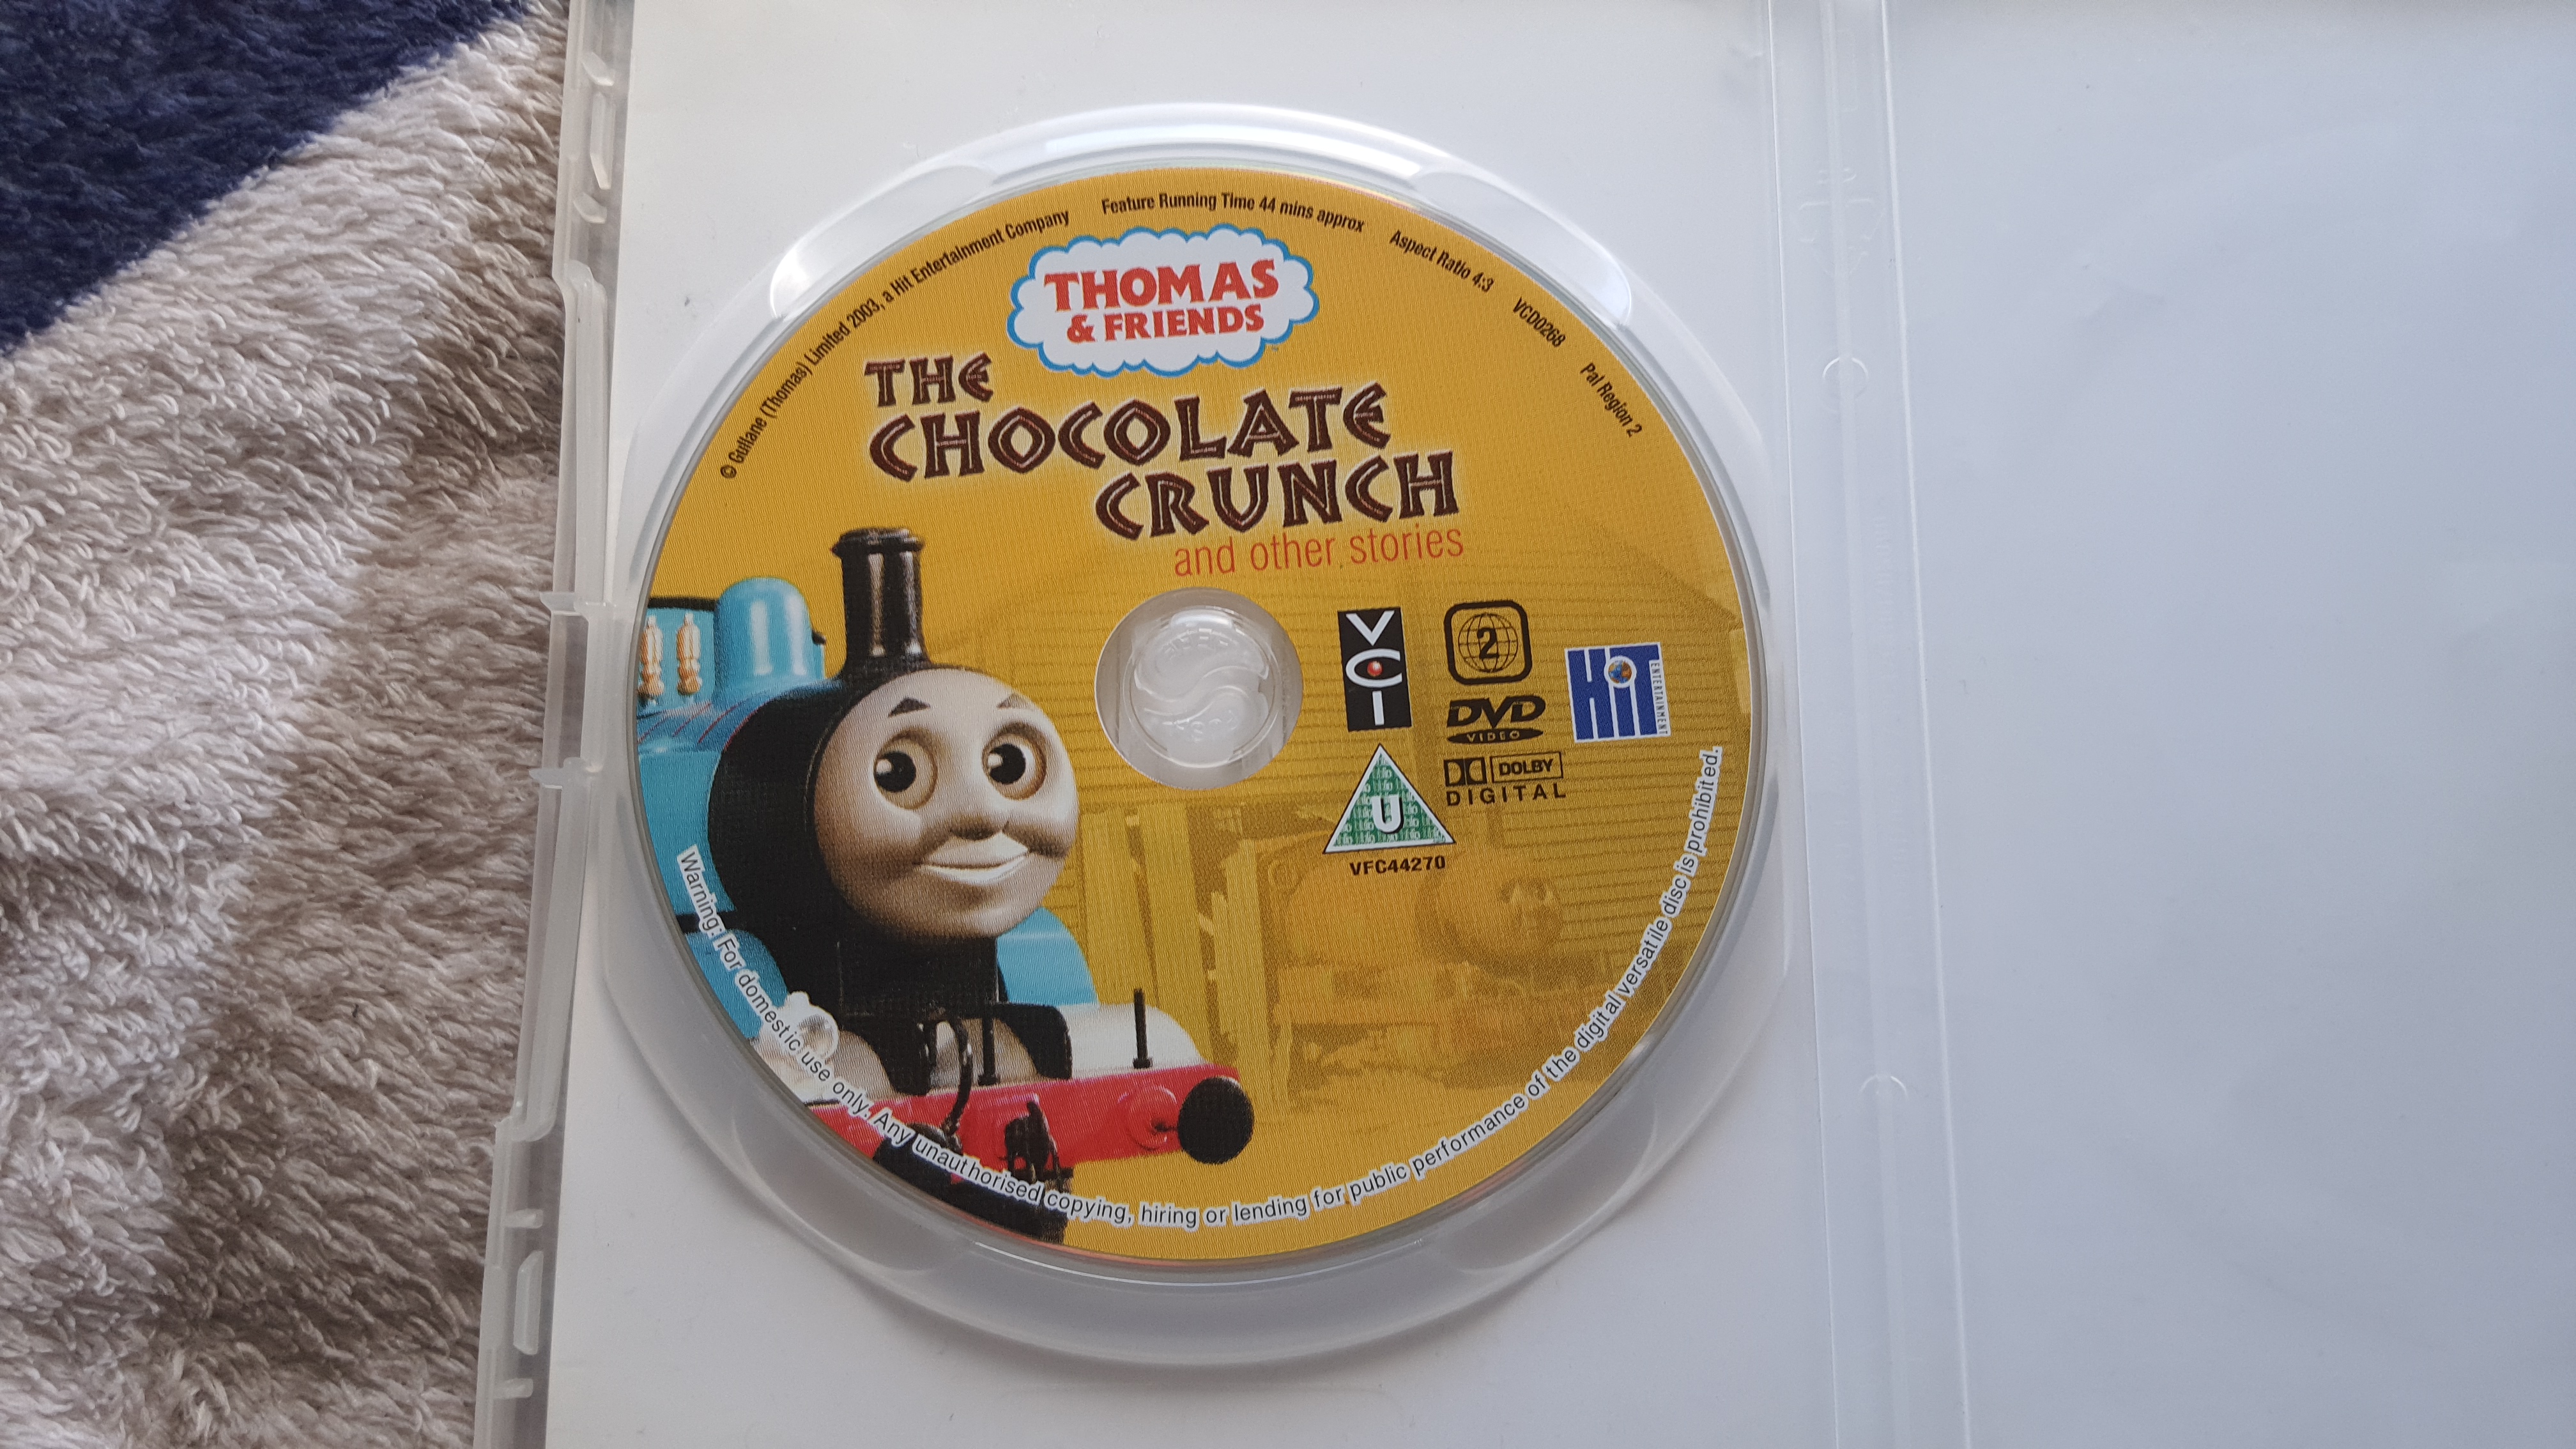 © Gullane (Thomas) Limited 2003, a Hit Entertainment Company
Feature Running Time 44 mins approx
Aspect Ratio 4:3
VCD0268
Pal Region 2
THOMAS
& FRIENDS
THE
CHOCOLATE
CRUNCH
and other stories
VCI
2
DVD
VIDEO
HiT
ENTERTAINMENT
DOLBY
DIGITAL
U
VFC44270
Warning: For domestic use only. Any unauthorised copying, hiring or lending for public performance of the digital versatile disc is prohibited.